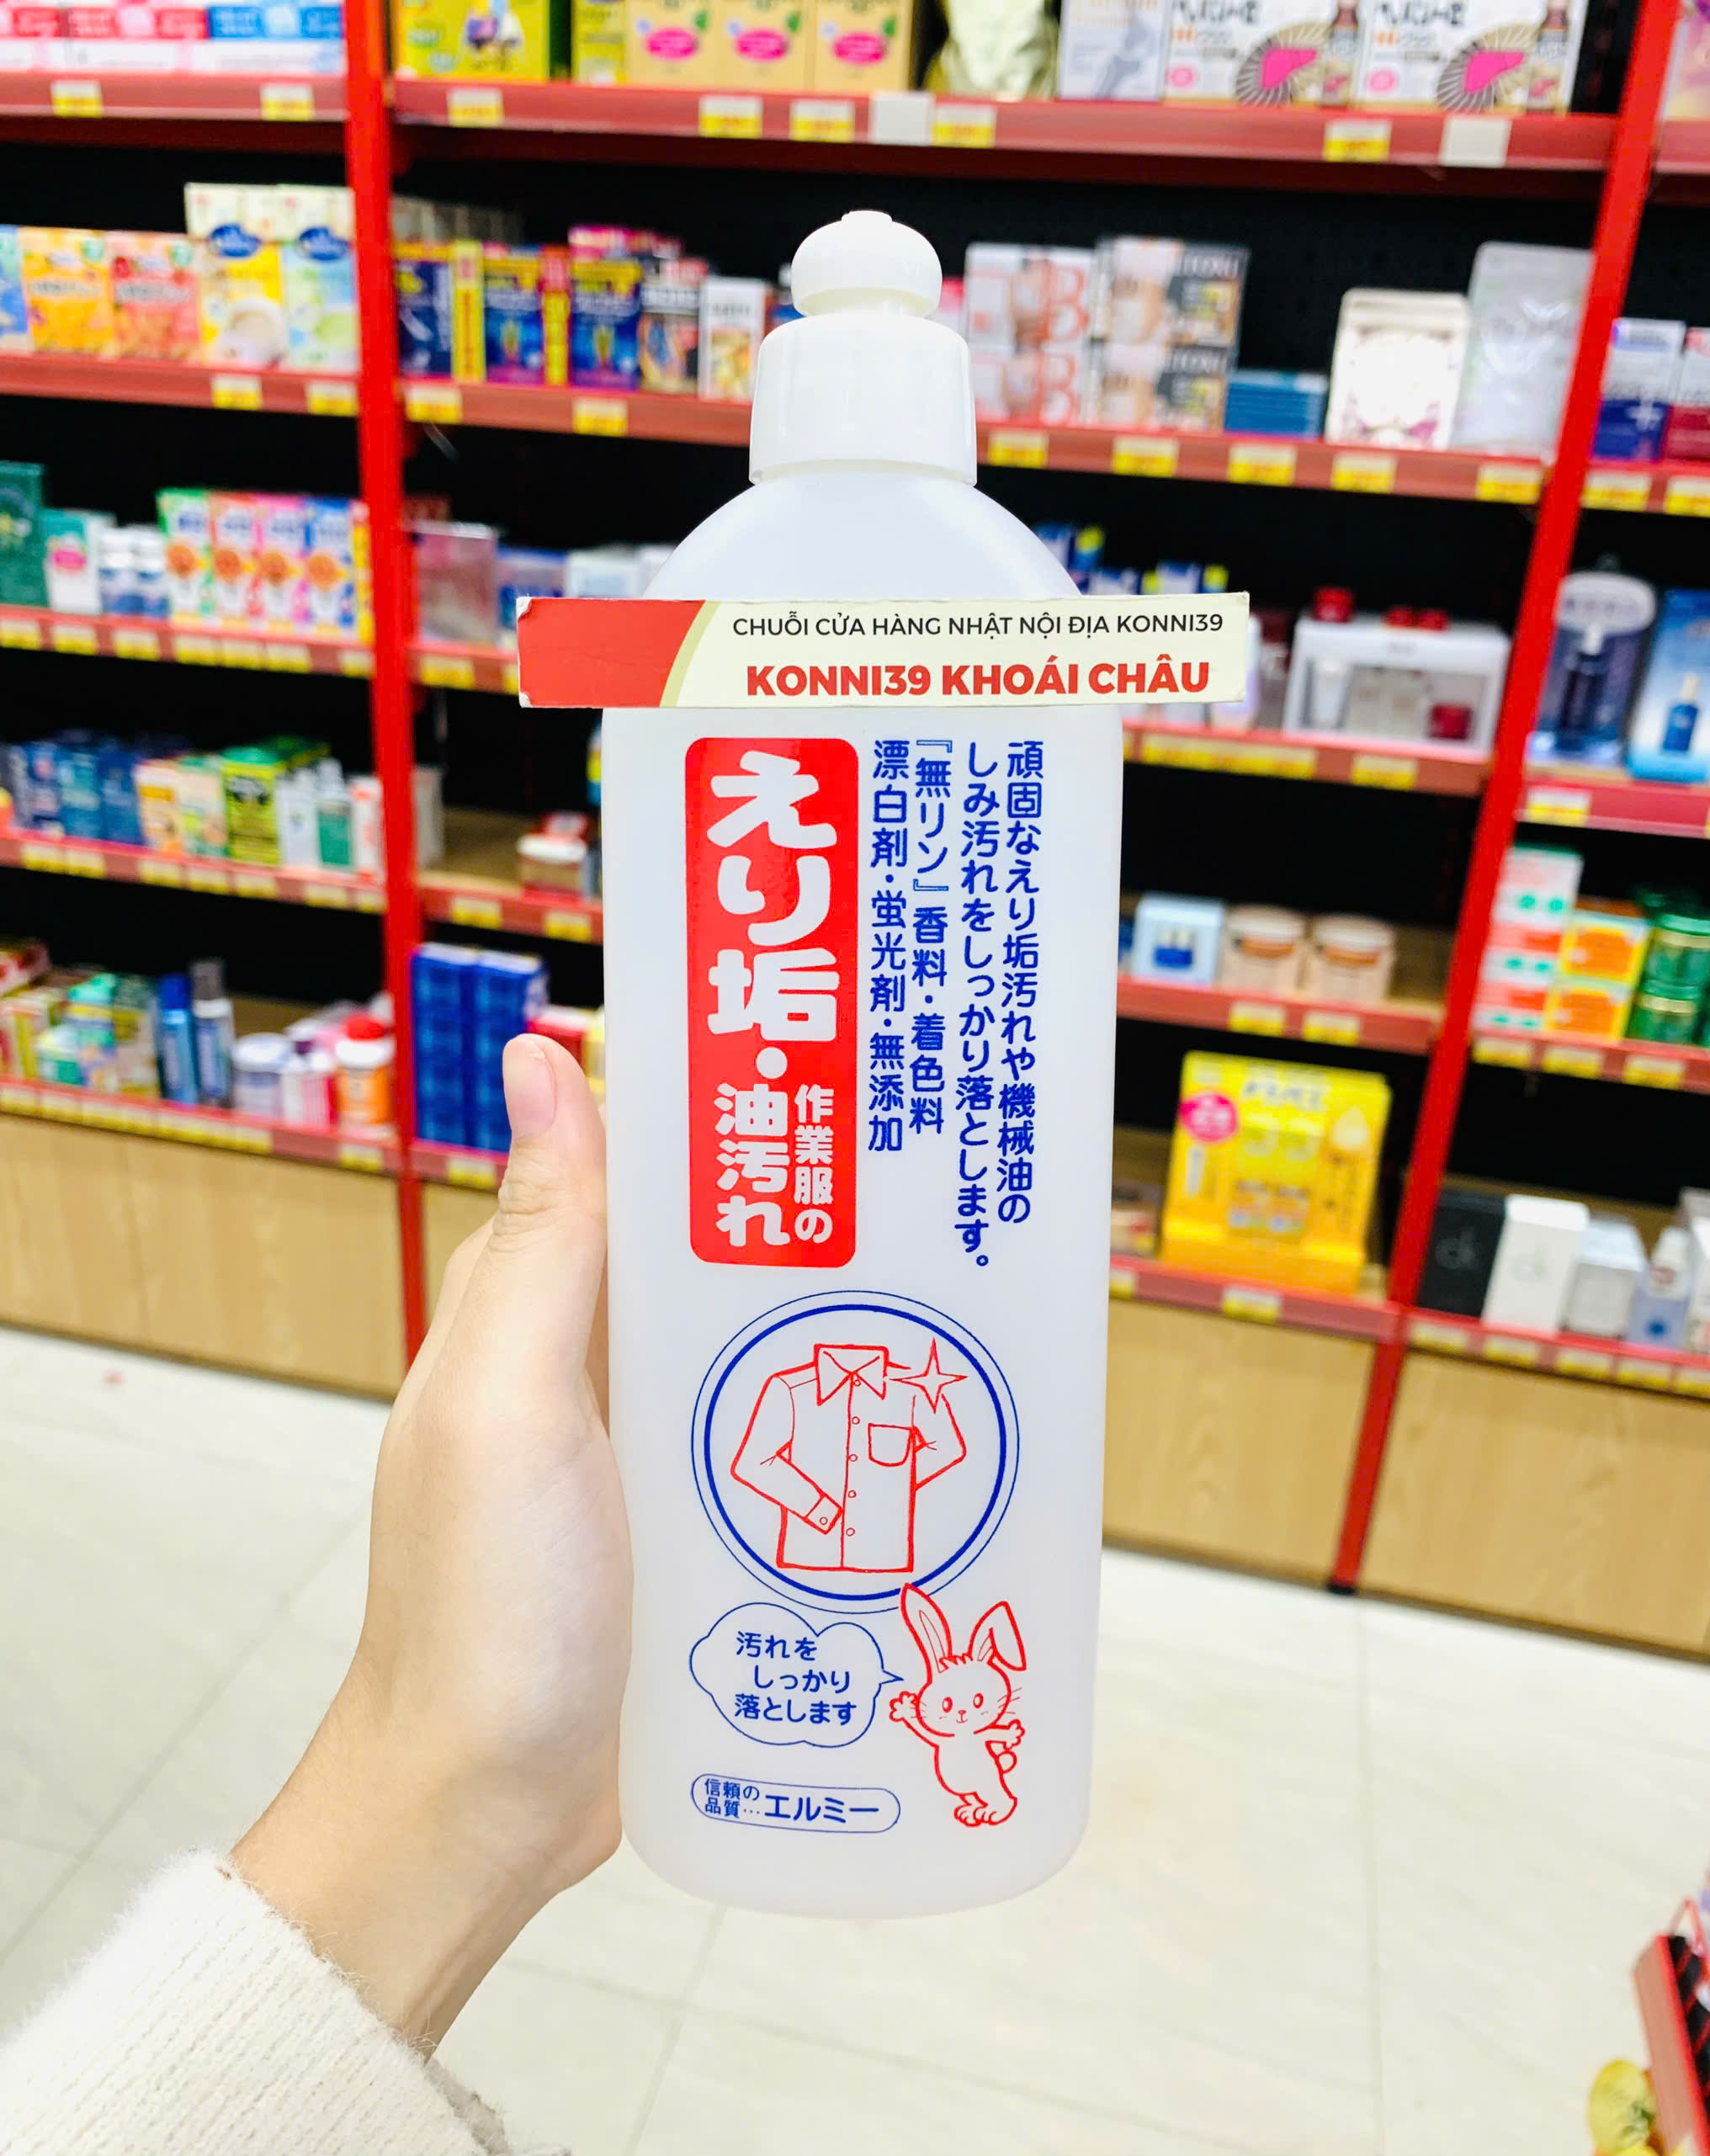 CHUỖI CỬA HÀNG NHẬT NỘI ĐỊA KONNI39
KONNI39 KHOÁI CHÂU
頑固なえり垢汚れや機械油の
しみ汚れをしっかり落とします。
『無リン』香料・着色料
漂白剤・蛍光剤・無添加
えり垢・
作業服の
油汚れ
汚れを
しっかり
落とします
信頼の
品質…エルミー